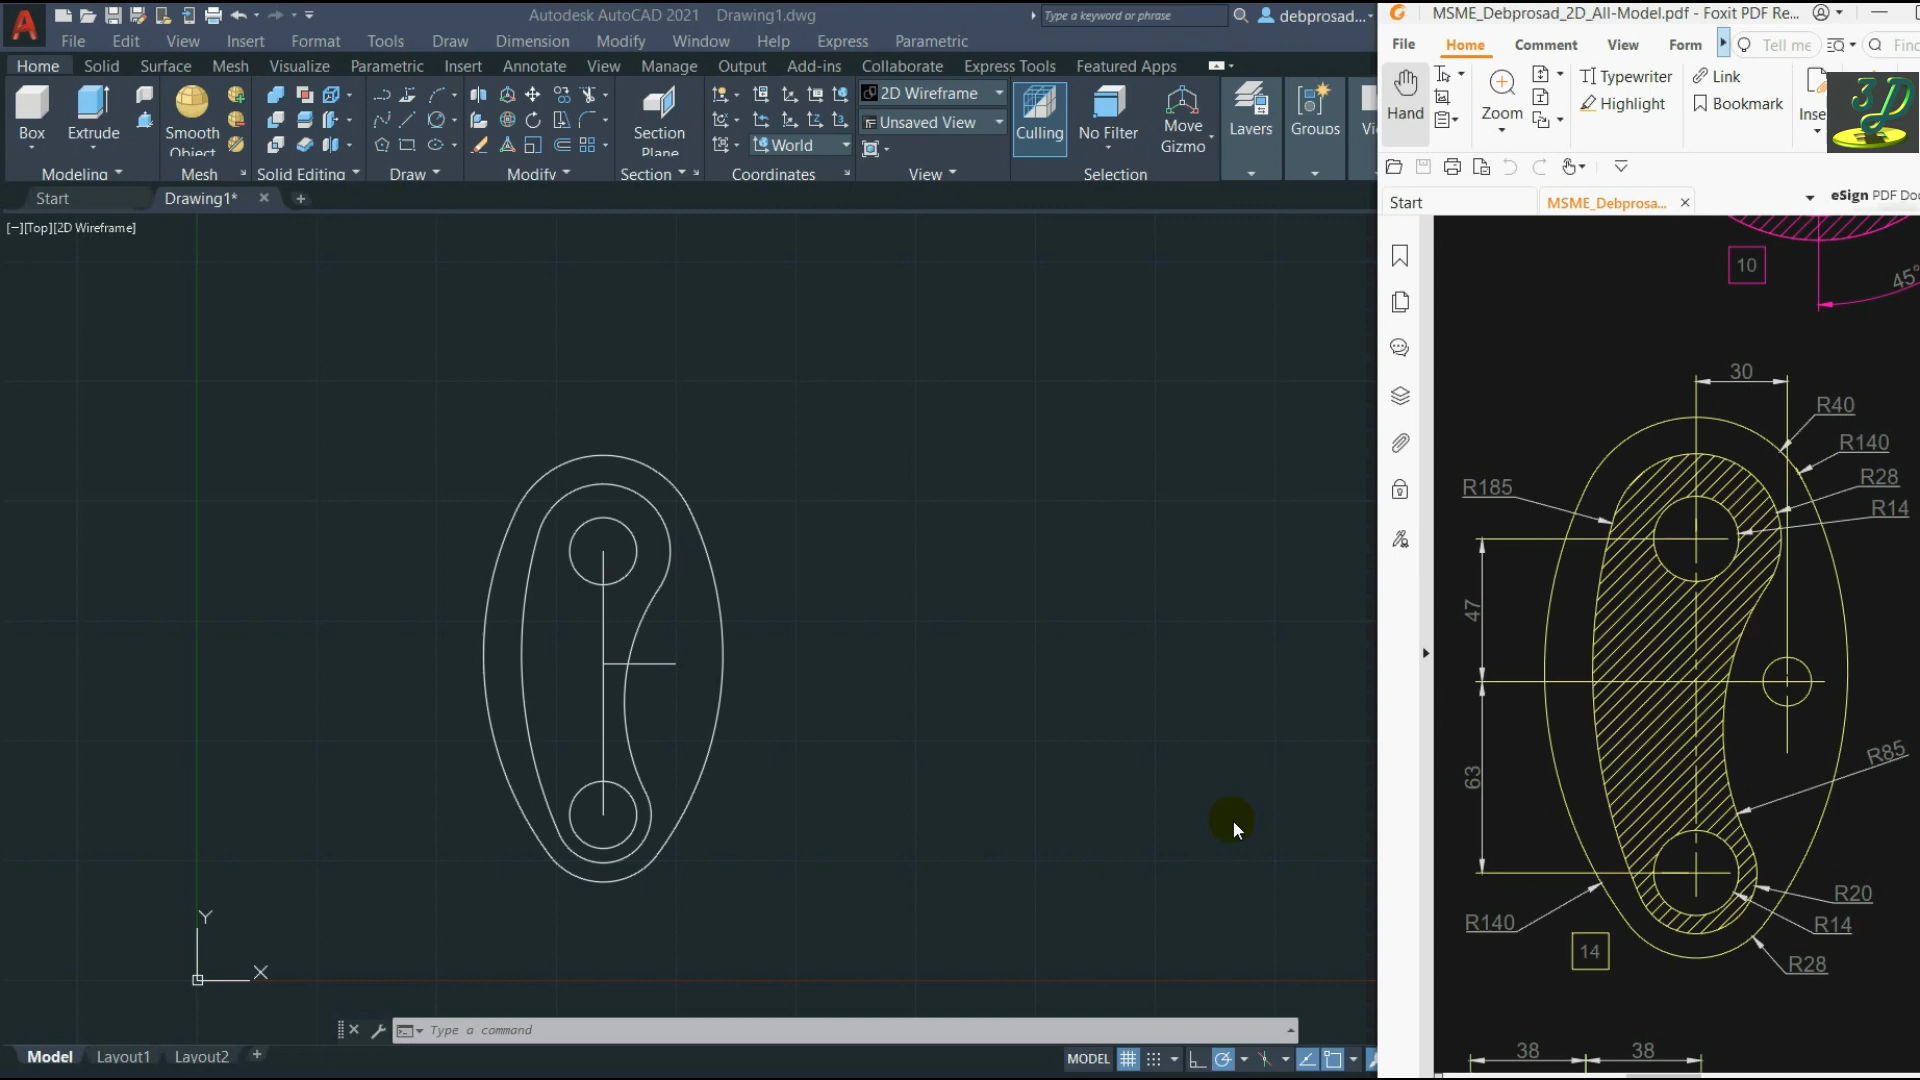 Autodesk AutoCAD 2021 Drawing1.dwg
Type a keyword or phrase
debprosad...
File Edit View Insert Format Tools Draw Dimension Modify Window Help Express Parametric
Home Solid Surface Mesh Visualize Parametric Insert Annotate View Manage Output Add-ins Collaborate Express Tools Featured Apps
Box
Extrude
Smooth
Object
Section
Plane
World
2D Wireframe
Unsaved View
Culling
No Filter
Move
Gizmo
Layers
Groups
Modeling
Mesh
Solid Editing
Draw
Modify
Section
Coordinates
View
Selection
Start
Drawing1*
[−][Top][2D Wireframe]
Y
X
Type a command
Model Layout1 Layout2
MODEL
MSME_Debprosad_2D_All-Model.pdf - Foxit PDF Re...
File Home Comment View Form
Tell me
Find
Hand
Zoom
Typewriter
Highlight
Link
Bookmark
Inse
3D
Start
MSME_Debprosa...
eSign PDF Doc
10
45°
30
R40
R140
R28
R14
R185
47
63
R85
R140
R20
R14
R28
14
38 38